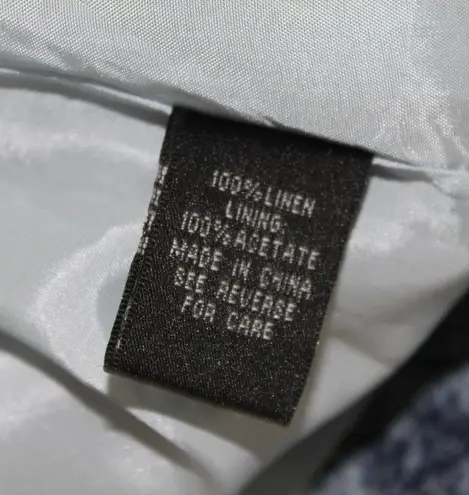 100% LINEN
LINING:
100% ACETATE
MADE IN CHINA
SEE REVERSE
FOR CARE